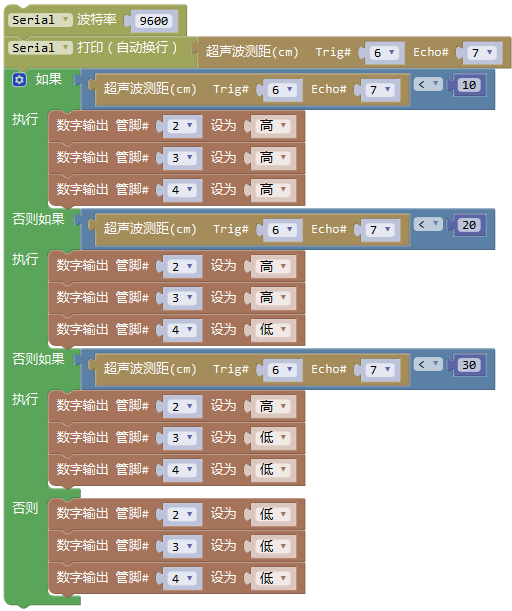 Serial 波特率 9600
Serial 打印（自动换行） 超声波测距(cm) Trig# 6 Echo# 7
如果 超声波测距(cm) Trig# 6 Echo# 7 < 10
执行 数字输出 管脚# 2 设为 高
数字输出 管脚# 3 设为 高
数字输出 管脚# 4 设为 高
否则如果 超声波测距(cm) Trig# 6 Echo# 7 < 20
执行 数字输出 管脚# 2 设为 高
数字输出 管脚# 3 设为 高
数字输出 管脚# 4 设为 低
否则如果 超声波测距(cm) Trig# 6 Echo# 7 < 30
执行 数字输出 管脚# 2 设为 高
数字输出 管脚# 3 设为 低
数字输出 管脚# 4 设为 低
否则 数字输出 管脚# 2 设为 低
数字输出 管脚# 3 设为 低
数字输出 管脚# 4 设为 低